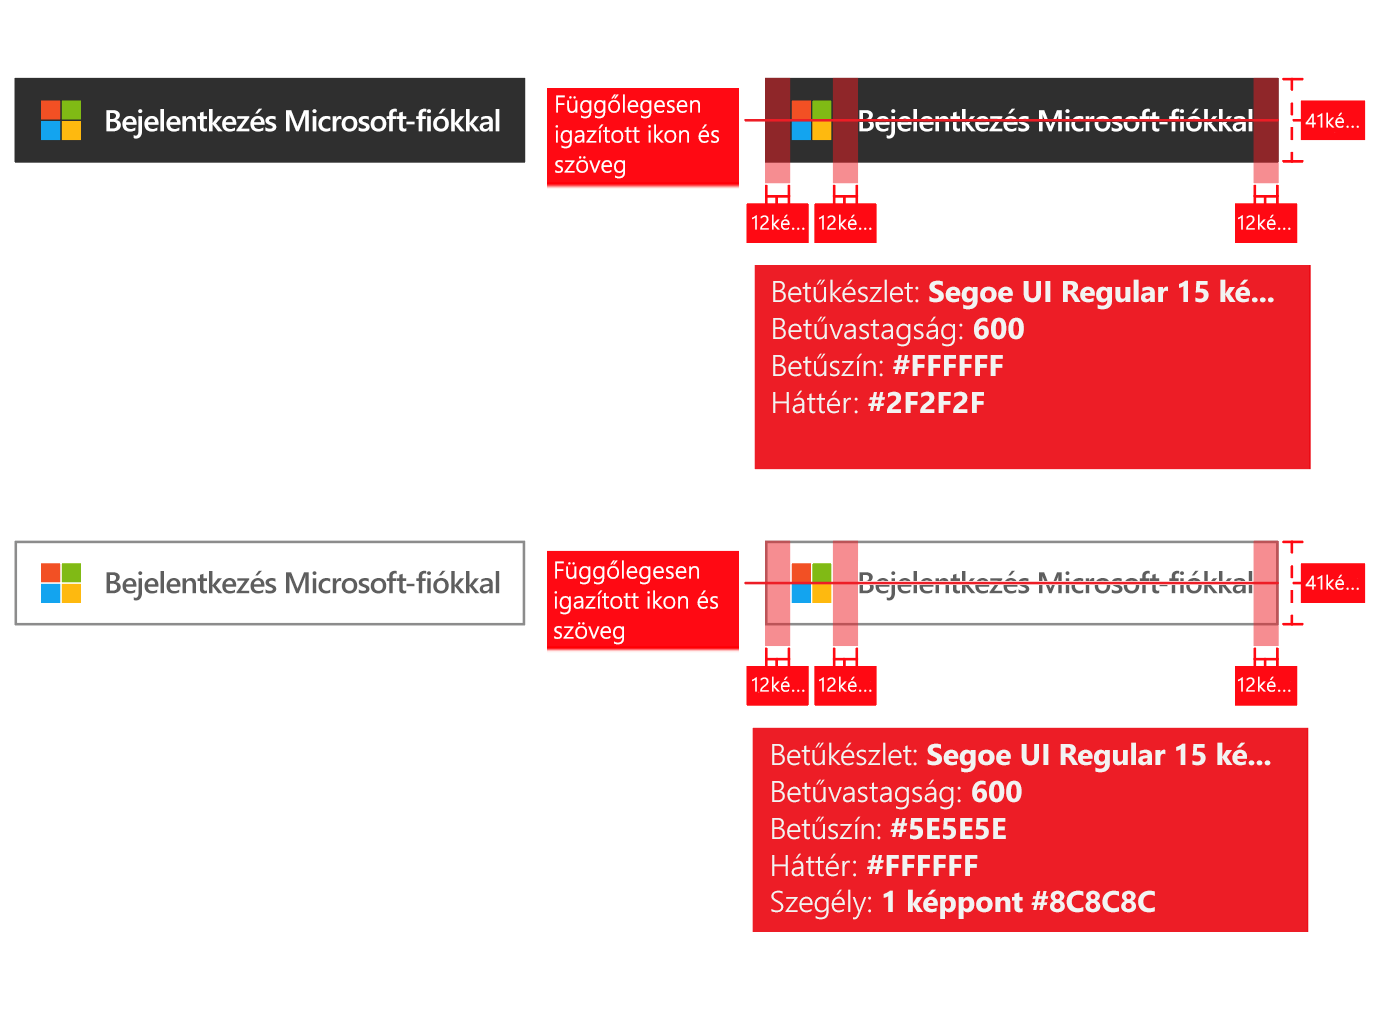 Bejelentkezés Microsoft-fiókkal
Függőlegesen
igazított ikon és
szöveg
Bejelentkezés Microsoft-fiókkal
41ké...
12ké...
12ké...
12ké...
Betűkészlet: Segoe UI Regular 15 ké...
Betűvastagság: 600
Betűszín: #FFFFFF
Háttér: #2F2F2F
Bejelentkezés Microsoft-fiókkal
Függőlegesen
igazított ikon és
szöveg
Bejelentkezés Microsoft-fiókkal
41ké...
12ké...
12ké...
12ké...
Betűkészlet: Segoe UI Regular 15 ké...
Betűvastagság: 600
Betűszín: #5E5E5E
Háttér: #FFFFFF
Szegély: 1 képpont #8C8C8C